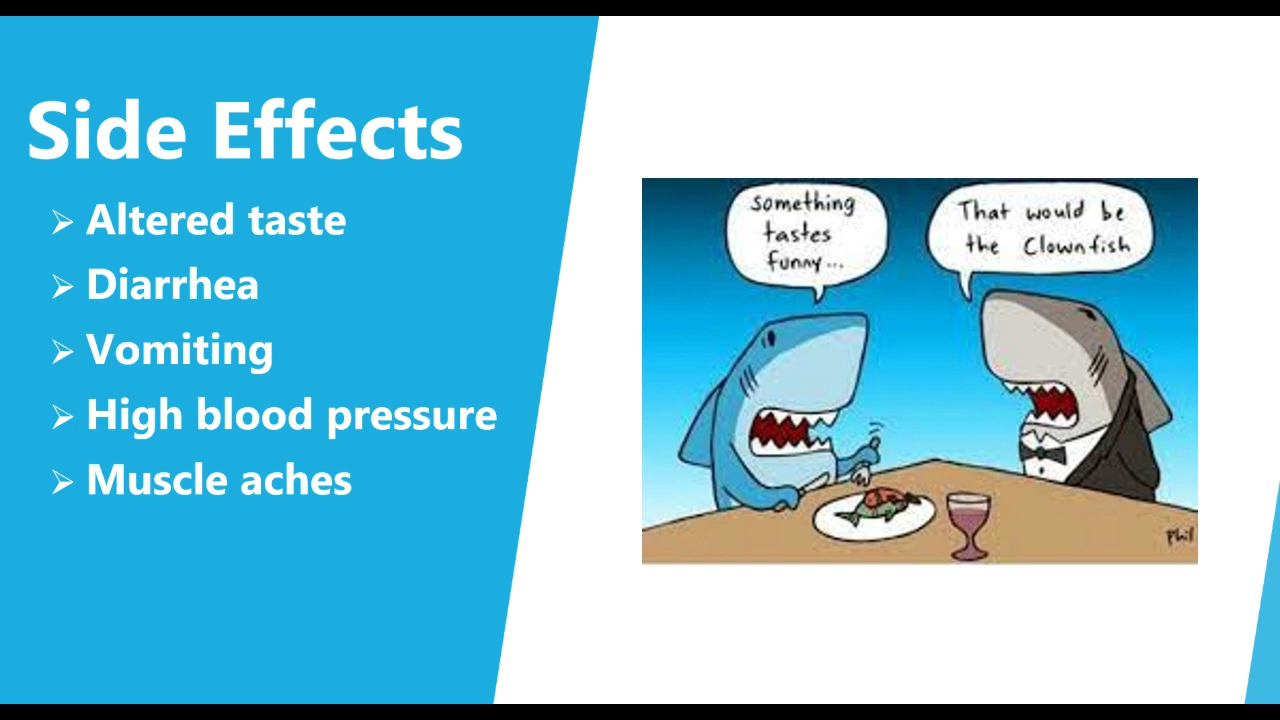 Side Effects
Altered taste
Diarrhea
Vomiting
High blood pressure
Muscle aches
something
tastes
funny...
That would be
the Clownfish
Phil